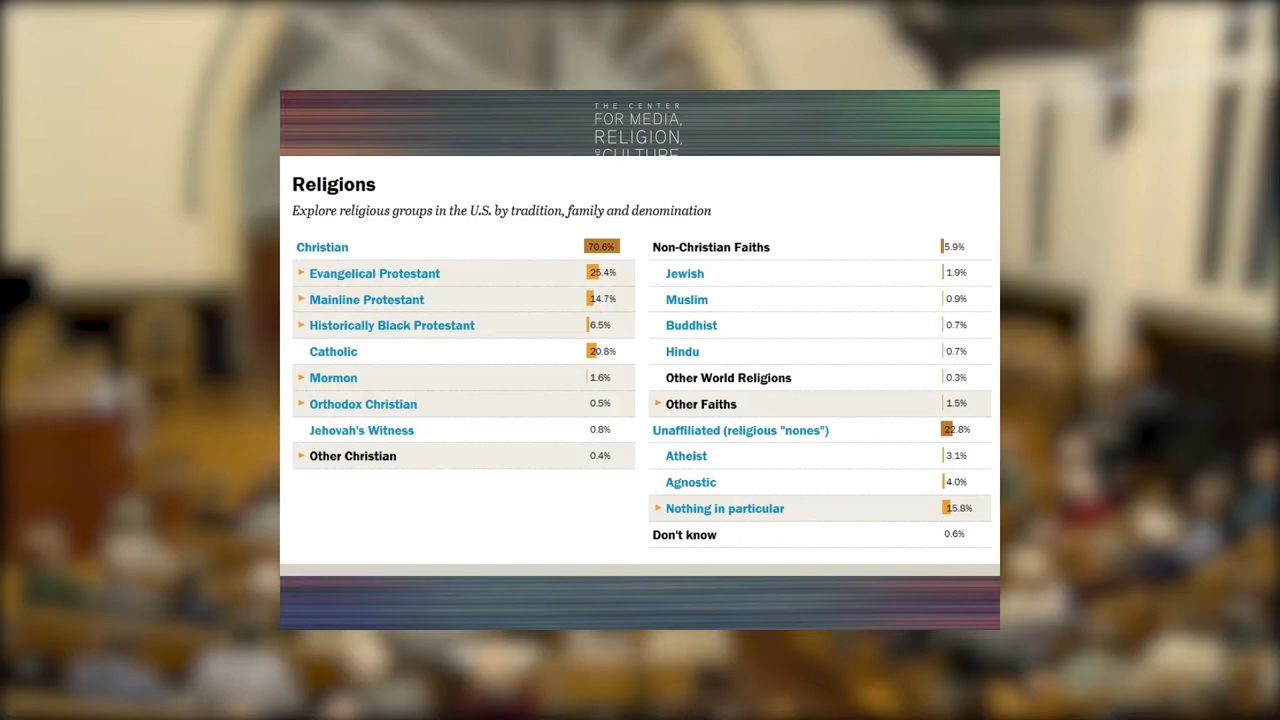 THE CENTER
FOR MEDIA,
RELIGION,
& CULTURE
Religions
Explore religious groups in the U.S. by tradition, family and denomination
Christian 70.6%
Evangelical Protestant 25.4%
Mainline Protestant 14.7%
Historically Black Protestant 6.5%
Catholic 20.8%
Mormon 1.6%
Orthodox Christian 0.5%
Jehovah's Witness 0.8%
Other Christian 0.4%
Non-Christian Faiths 5.9%
Jewish 1.9%
Muslim 0.9%
Buddhist 0.7%
Hindu 0.7%
Other World Religions 0.3%
Other Faiths 1.5%
Unaffiliated (religious "nones") 22.8%
Atheist 3.1%
Agnostic 4.0%
Nothing in particular 15.8%
Don't know 0.6%